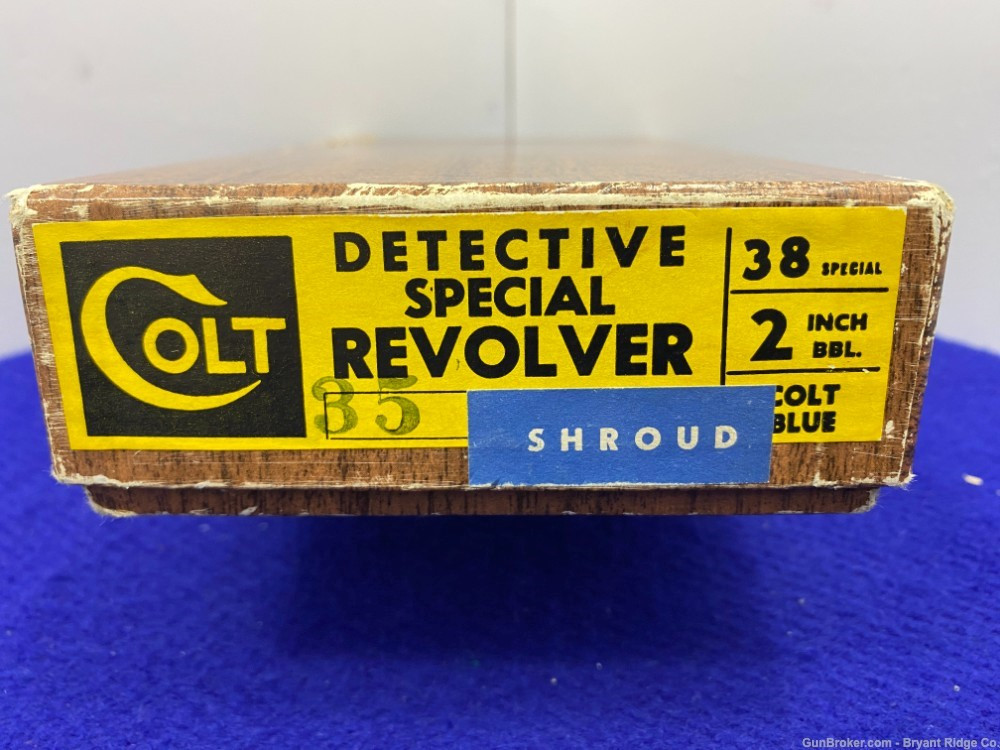 COLT
DETECTIVE
SPECIAL
REVOLVER
35
38 SPECIAL
2 INCH BBL.
COLT
BLUE
SHROUD
GunBroker.com - Bryant Ridge Co.